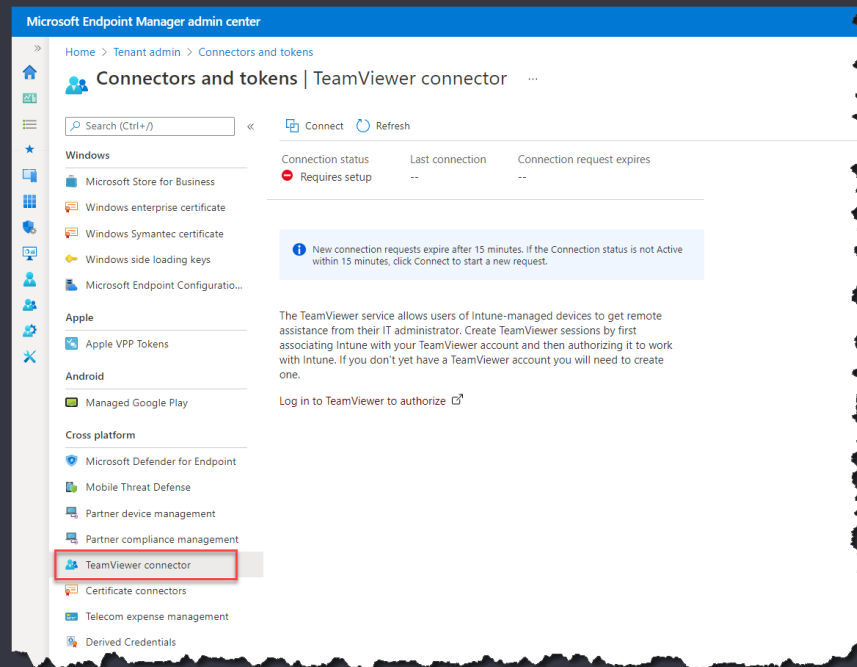 Microsoft Endpoint Manager admin center
Home > Tenant admin > Connectors and tokens
Connectors and tokens | TeamViewer connector ...
Search (Ctrl+/)
Windows
Microsoft Store for Business
Windows enterprise certificate
Windows Symantec certificate
Windows side loading keys
Microsoft Endpoint Configuratio...
Apple
Apple VPP Tokens
Android
Managed Google Play
Cross platform
Microsoft Defender for Endpoint
Mobile Threat Defense
Partner device management
Partner compliance management
TeamViewer connector
Certificate connectors
Telecom expense management
Derived Credentials
Connect Refresh
Connection status Last connection Connection request expires
Requires setup -- --
New connection requests expire after 15 minutes. If the Connection status is not Active
within 15 minutes, click Connect to start a new request.
The TeamViewer service allows users of Intune-managed devices to get remote
assistance from their IT administrator. Create TeamViewer sessions by first
associating Intune with your TeamViewer account and then authorizing it to work
with Intune. If you don't yet have a TeamViewer account you will need to create
one.
Log in to TeamViewer to authorize